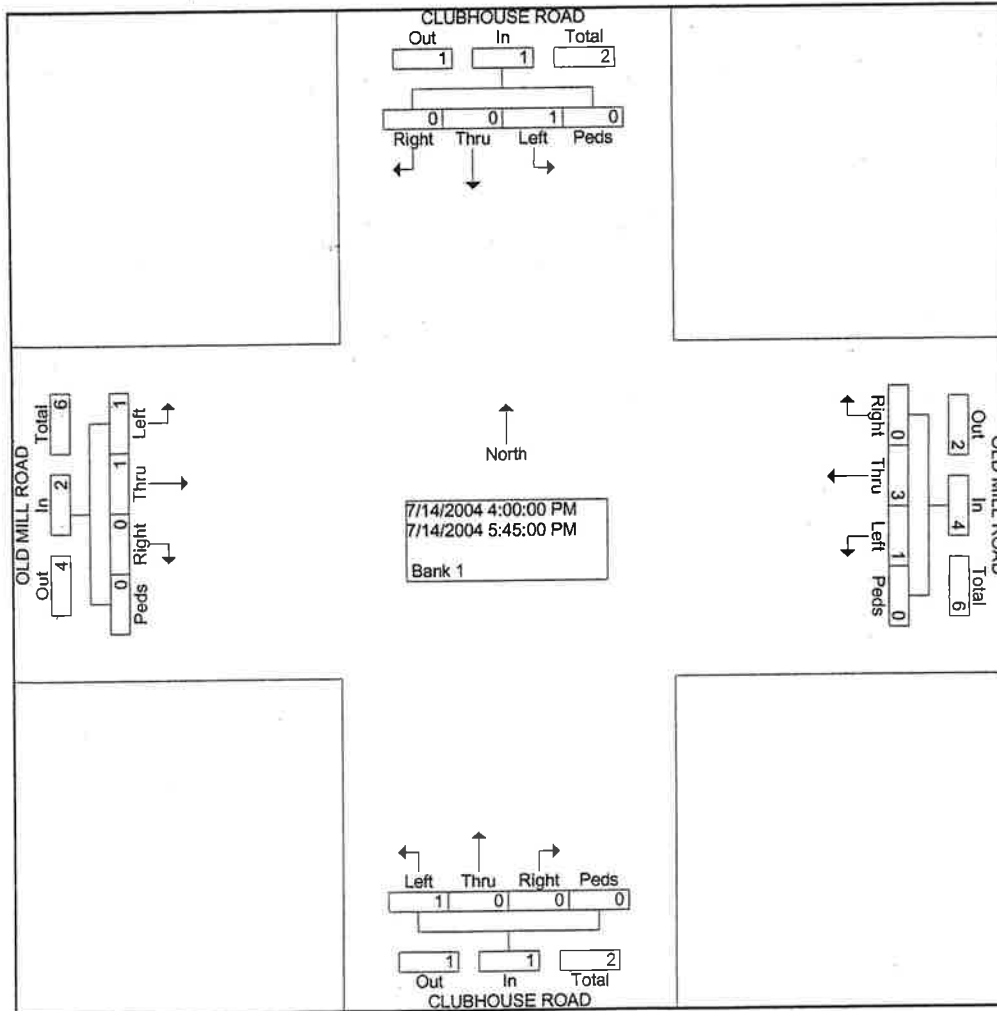 CLUBHOUSE ROAD
Out In Total
1 1 2
0 0 1 0
Right Thru Left Peds
OLD MILL ROAD
Total In Out
6 2 4
1 1 0 0
Left Thru Right Peds
North
7/14/2004 4:00:00 PM
7/14/2004 5:45:00 PM
Bank 1
Right Thru Left Peds
0 3 1 0
Out In Total
2 4 6
OLD MILL ROAD
Left Thru Right Peds
1 0 0 0
1 1 2
Out In Total
CLUBHOUSE ROAD